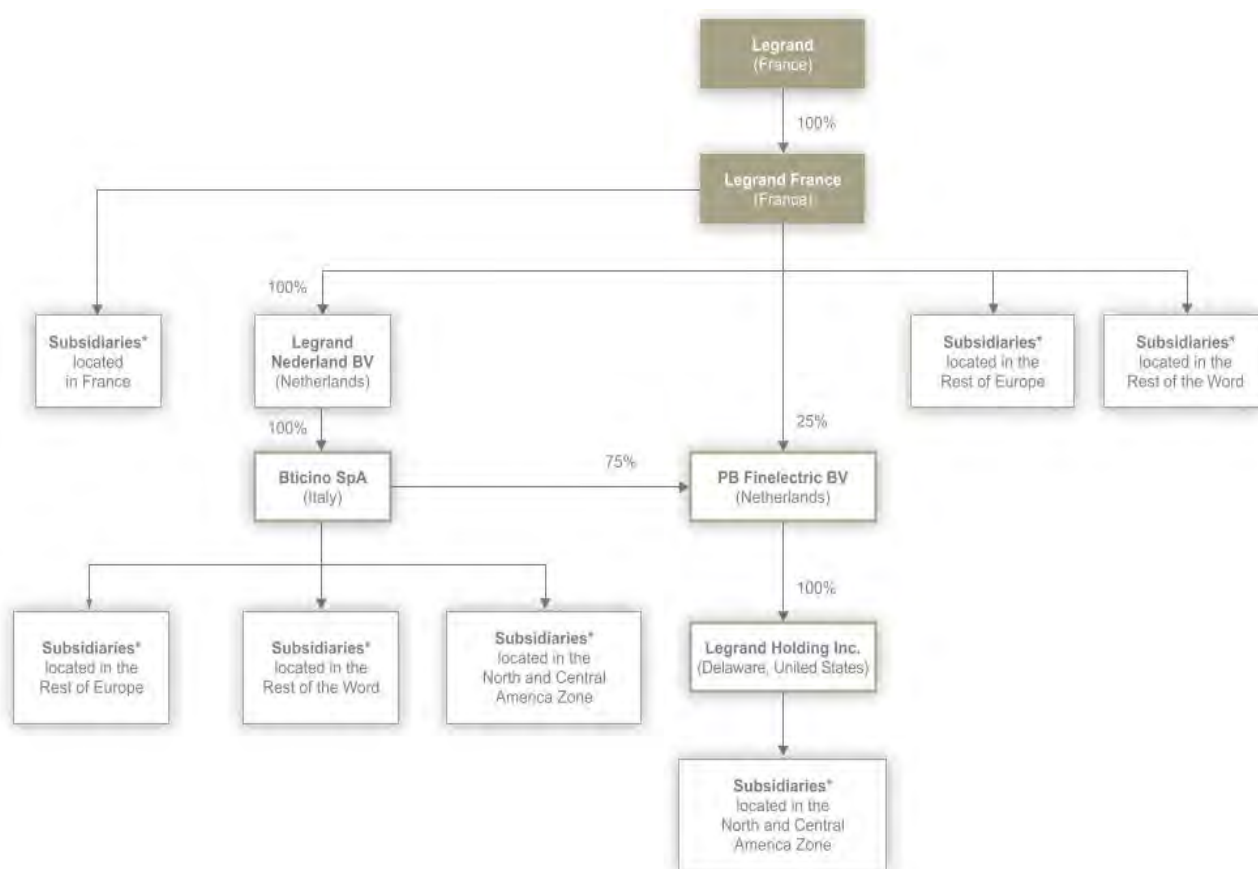 Legrand
(France)
100%
Legrand France
(France)
100%
Subsidiaries*
located
in France
Legrand
Nederland BV
(Netherlands)
Subsidiaries*
located in the
Rest of Europe
Subsidiaries*
located in the
Rest of the Word
100%
25%
75%
Bticino SpA
(Italy)
PB Finelectric BV
(Netherlands)
100%
Subsidiaries*
located in the
Rest of Europe
Subsidiaries*
located in the
Rest of the Word
Subsidiaries*
located in the
North and Central
America Zone
Legrand Holding Inc.
(Delaware, United States)
Subsidiaries*
located in the
North and Central
America Zone